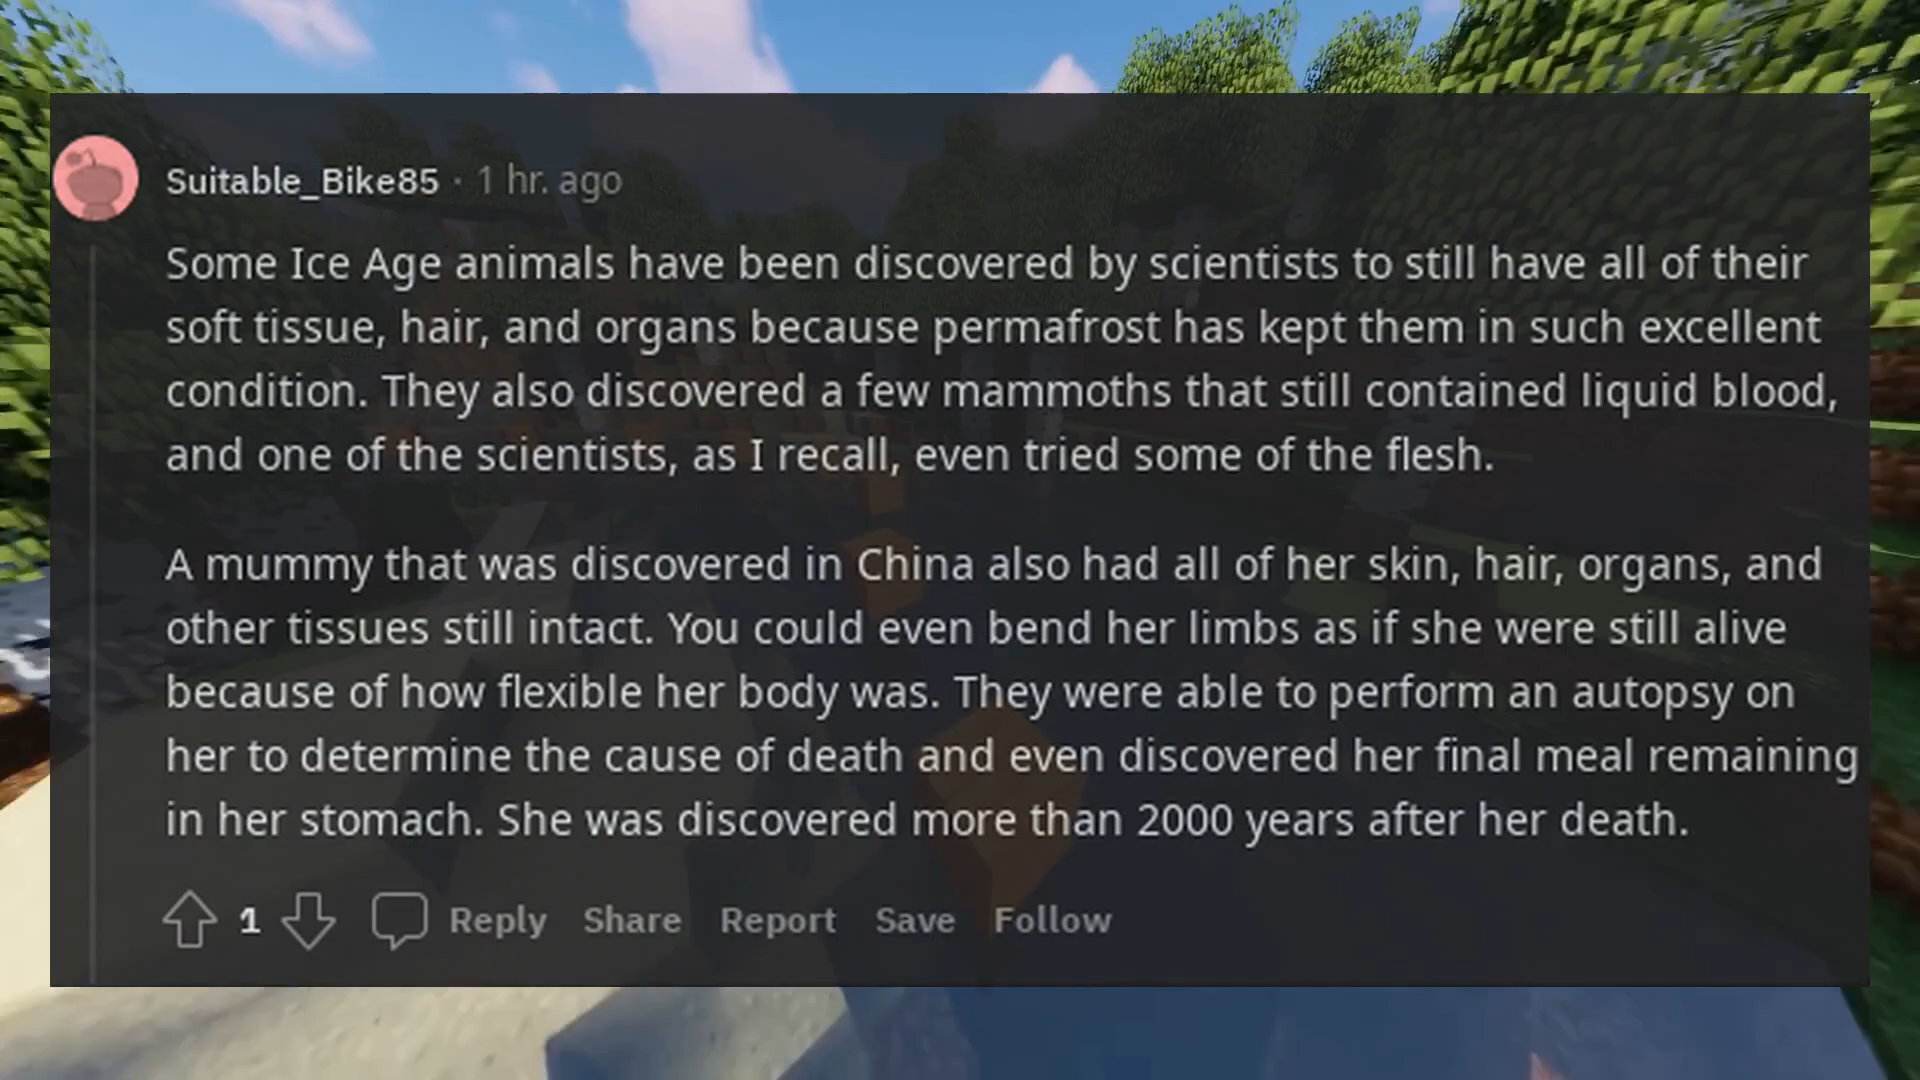 Suitable_Bike85 · 1 hr. ago
Some Ice Age animals have been discovered by scientists to still have all of their
soft tissue, hair, and organs because permafrost has kept them in such excellent
condition. They also discovered a few mammoths that still contained liquid blood,
and one of the scientists, as I recall, even tried some of the flesh.
A mummy that was discovered in China also had all of her skin, hair, organs, and
other tissues still intact. You could even bend her limbs as if she were still alive
because of how flexible her body was. They were able to perform an autopsy on
her to determine the cause of death and even discovered her final meal remaining
in her stomach. She was discovered more than 2000 years after her death.
1 Reply Share Report Save Follow